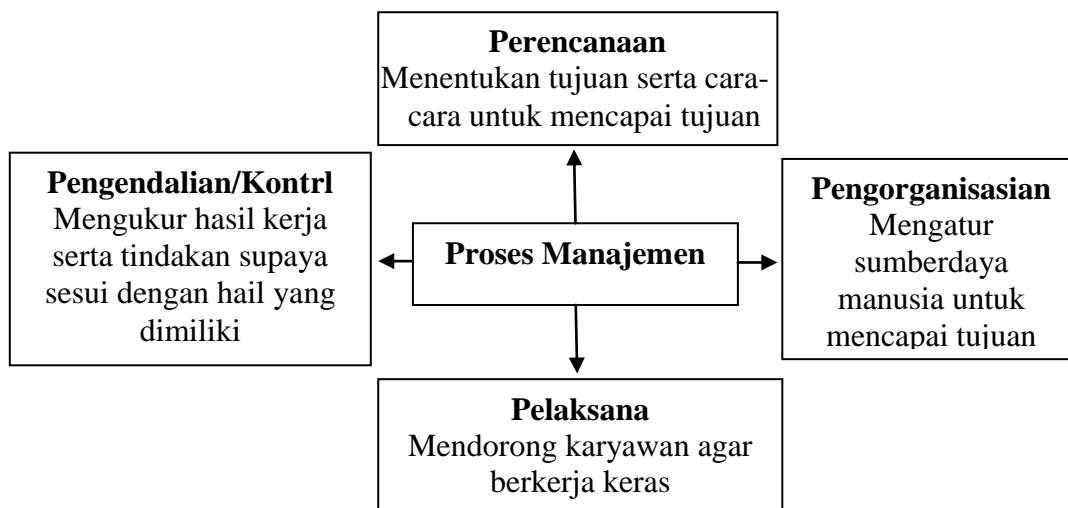 Perencanaan
Menentukan tujuan serta cara-
cara untuk mencapai tujuan
Pengendalian/Kontrl
Mengukur hasil kerja
serta tindakan supaya
sesui dengan hail yang
dimiliki
Proses Manajemen
Pengorganisasian
Mengatur
sumberdaya
manusia untuk
mencapai tujuan
Pelaksana
Mendorong karyawan agar
berkerja keras